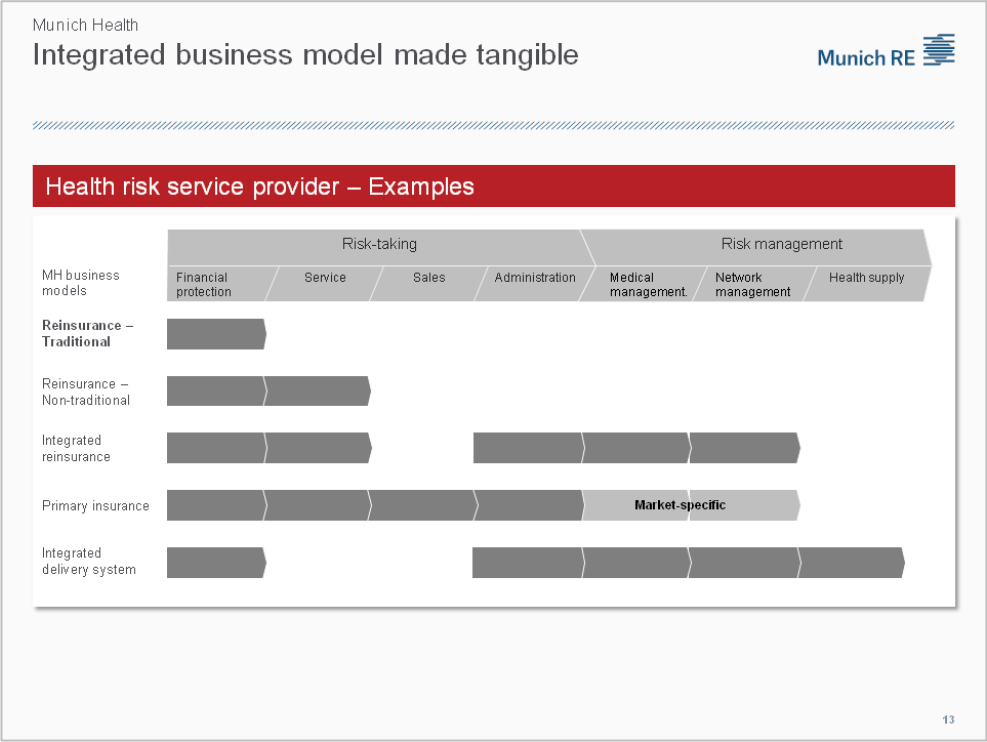 Munich Health
Integrated business model made tangible
Munich RE
Health risk service provider – Examples
Risk-taking
Risk management
MH business
models
Financial
protection
Service
Sales
Administration
Medical
management.
Network
management
Health supply
Reinsurance –
Traditional
Reinsurance –
Non-traditional
Integrated
reinsurance
Primary insurance
Market-specific
Integrated
delivery system
13